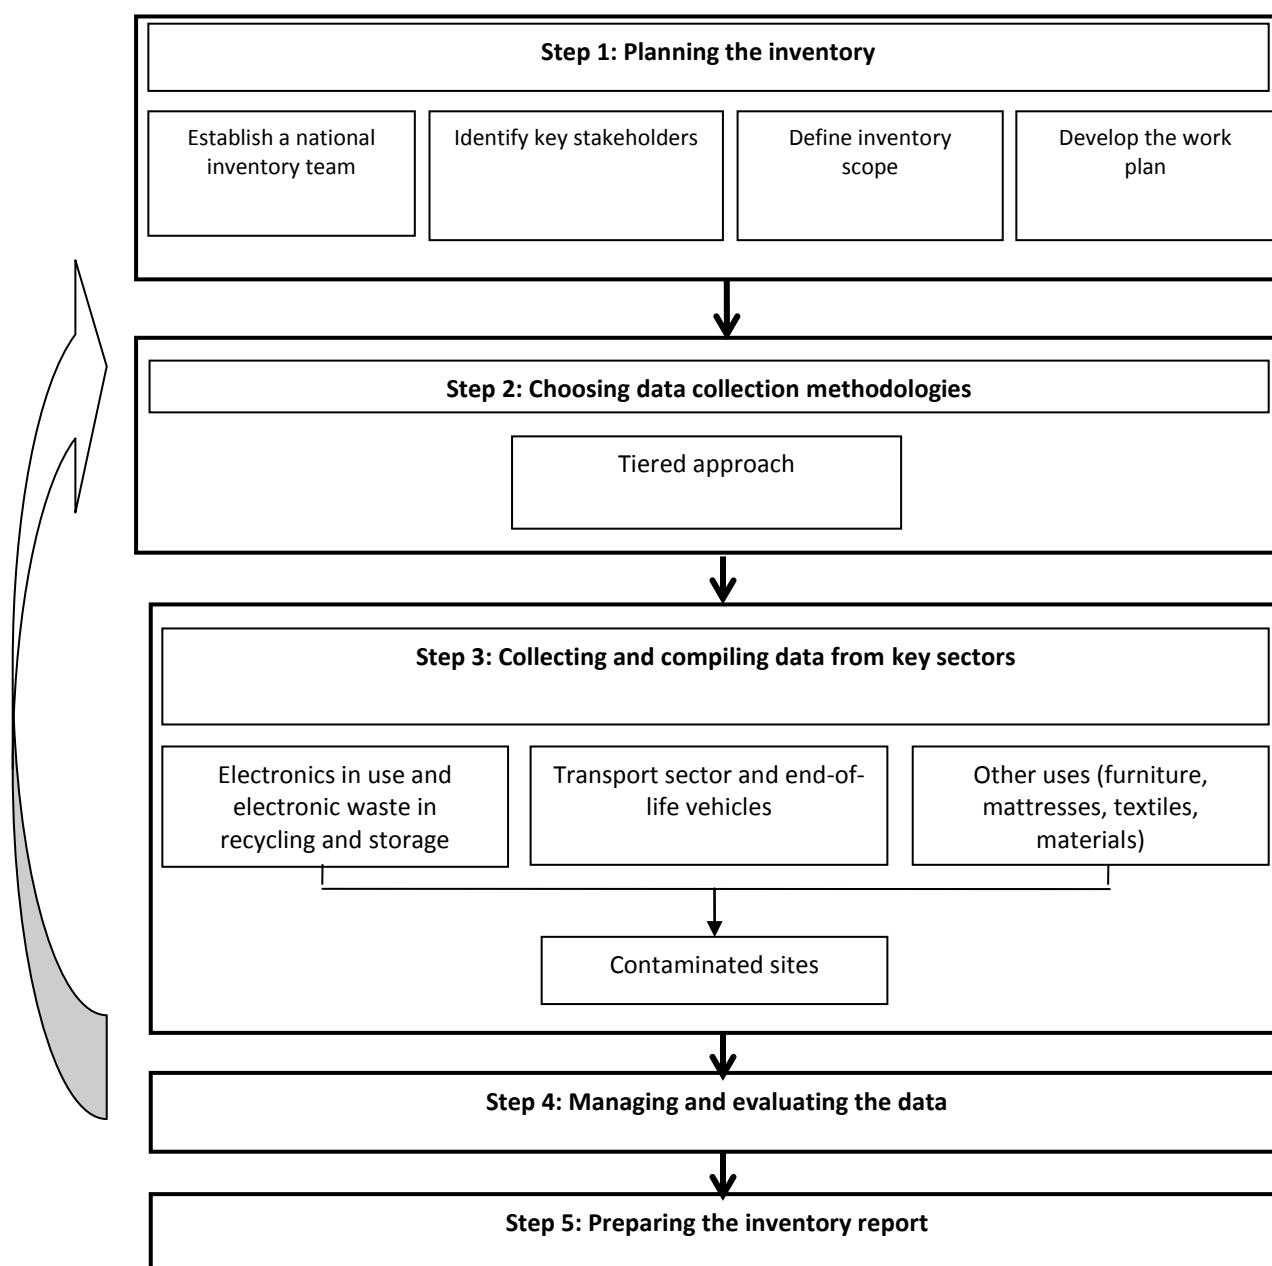 Step 1: Planning the inventory
Establish a national
inventory team
Identify key stakeholders
Define inventory
scope
Develop the work
plan
Step 2: Choosing data collection methodologies
Tiered approach
Step 3: Collecting and compiling data from key sectors
Electronics in use and
electronic waste in
recycling and storage
Transport sector and end-of-
life vehicles
Other uses (furniture,
mattresses, textiles,
materials)
Contaminated sites
Step 4: Managing and evaluating the data
Step 5: Preparing the inventory report